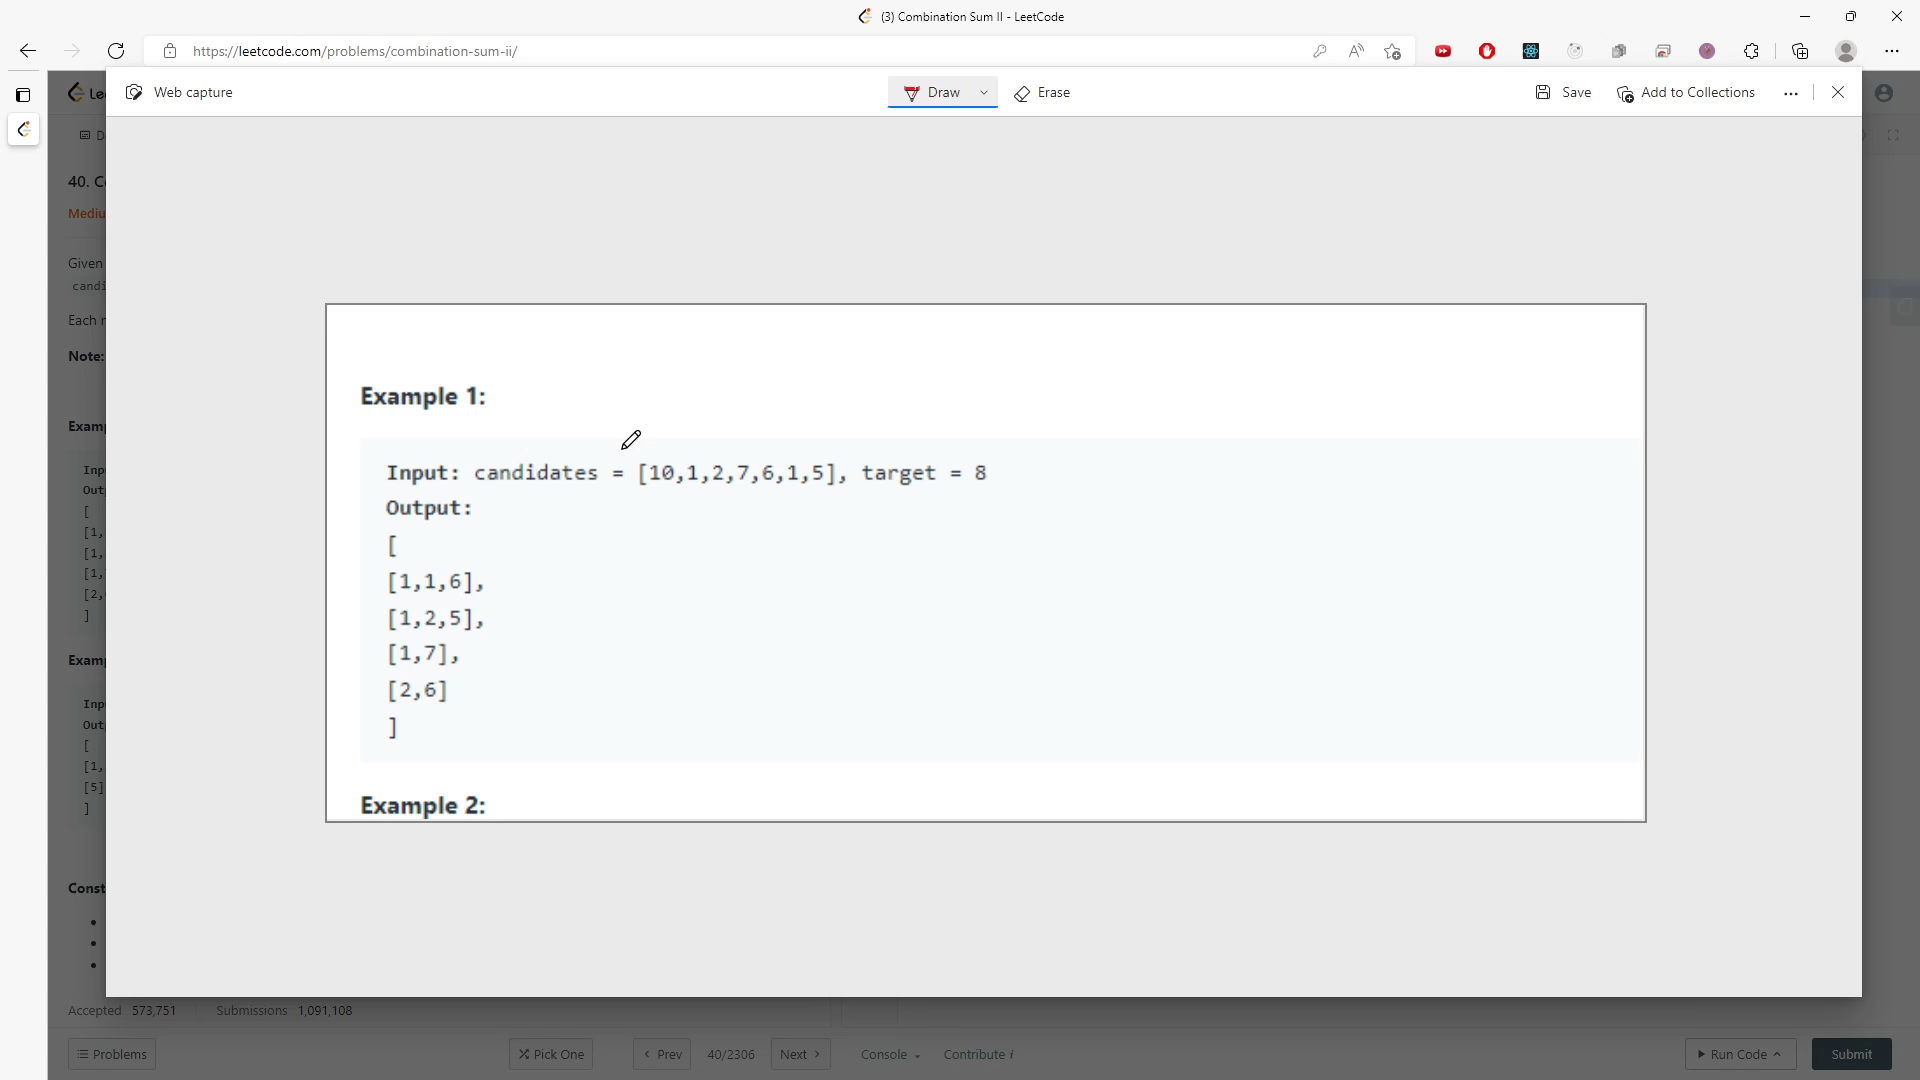 (3) Combination Sum II - LeetCode
https://leetcode.com/problems/combination-sum-ii/
Web capture
Draw
Erase
Save
Add to Collections
Le
D
40. C
Mediu
Given
candi
Each
Note:
Exam
Inp
Out
[
[1,
[1,
[1,
[2,
]
Exam
Inp
Out
[
[1,
[5]
]
Const
Example 1:
Input: candidates = [10,1,2,7,6,1,5], target = 8
Output:
[
[1,1,6],
[1,2,5],
[1,7],
[2,6]
]
Example 2:
Accepted 573,751 Submissions 1,091,108
Problems
Pick One
Prev
40/2306
Next
Console
Contribute i
Run Code
Submit